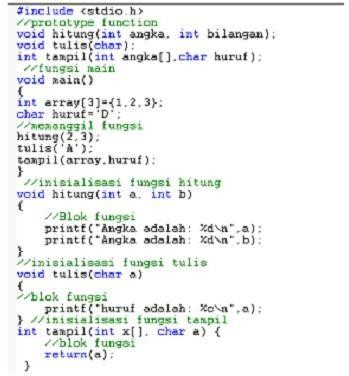 #include <stdio.h>
//prototype function
void hitung(int angka, int bilangan);
void tulis(char);
int tampil(int angka[],char huruf);
//fungsi main
void main()
{
int array[3]={1,2,3};
char huruf='D';
//memanggil fungsi
hitung(2,3);
tulis('A');
tampil(array,huruf);
}
//inisialisasi fungsi hitung
void hitung(int a, int b)
{
//Blok fungsi
printf("Angka adalah: %d\n",a);
printf("Angka adalah: %d\n",b);
}
//inisialisasi fungsi tulis
void tulis(char a)
{
//blok fungsi
printf("huruf adalah: %c\n",a);
} //inisialisasi fungsi tampil
int tampil(int x[], char a) {
//blok fungsi
return(a);
}